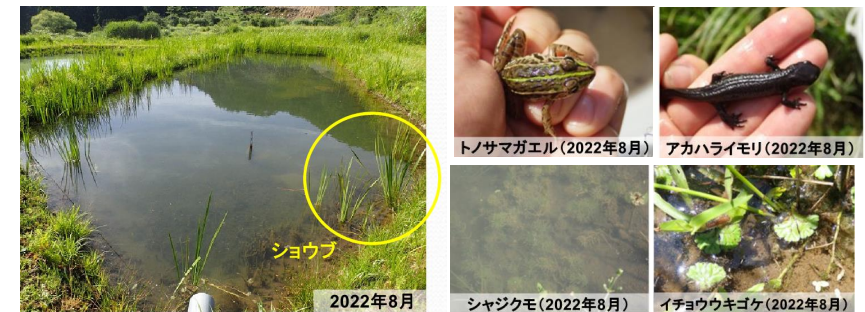 ショウブ
2022年8月
トノサマガエル(2022年8月)
アカハライモリ(2022年8月)
シャジクモ(2022年8月)
イチョウウキゴケ(2022年8月)